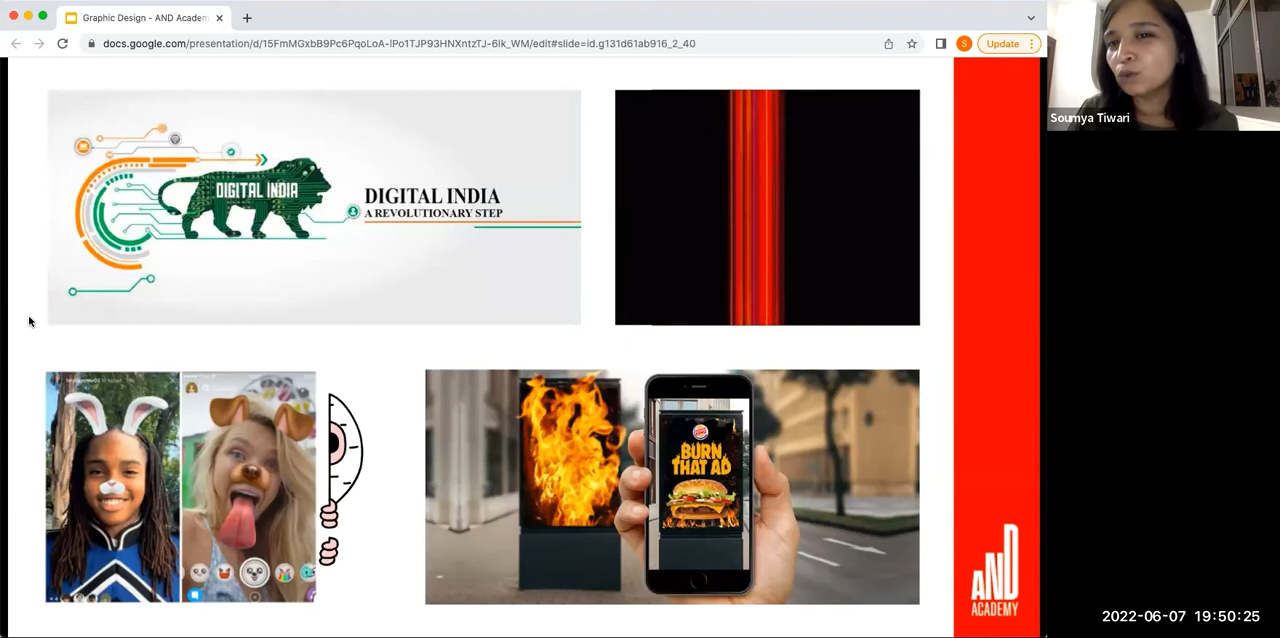 Graphic Design - AND Academ
docs.google.com/presentation/d/15FmMGxbB9Pc6PqoLoA-lPo1TJP93HNXntzTJ-6lk_WM/edit#slide=id.g131d61ab916_2_40
S
Update
Soumya Tiwari
DIGITAL INDIA
DIGITAL INDIA
A REVOLUTIONARY STEP
BURN
THAT AD
AND
ACADEMY
2022-06-07 19:50:25